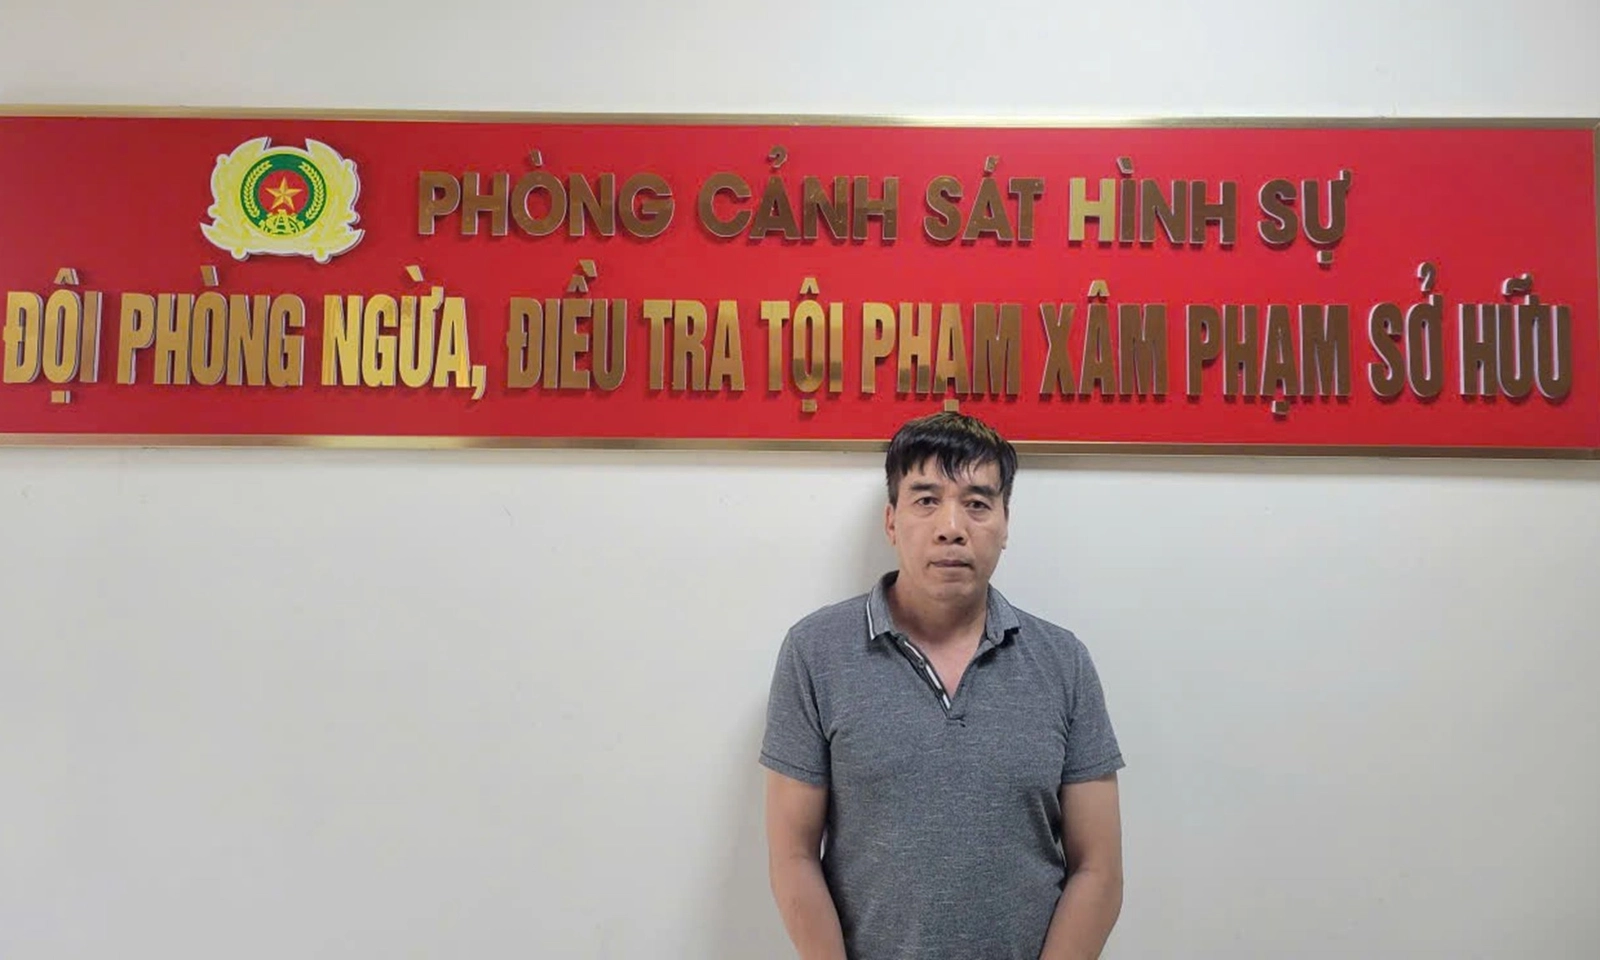 PHÒNG CẢNH SÁT HÌNH SỰ
ĐỘI PHÒNG NGỪA, ĐIỀU TRA TỘI PHẠM XÂM PHẠM SỞ HỮU